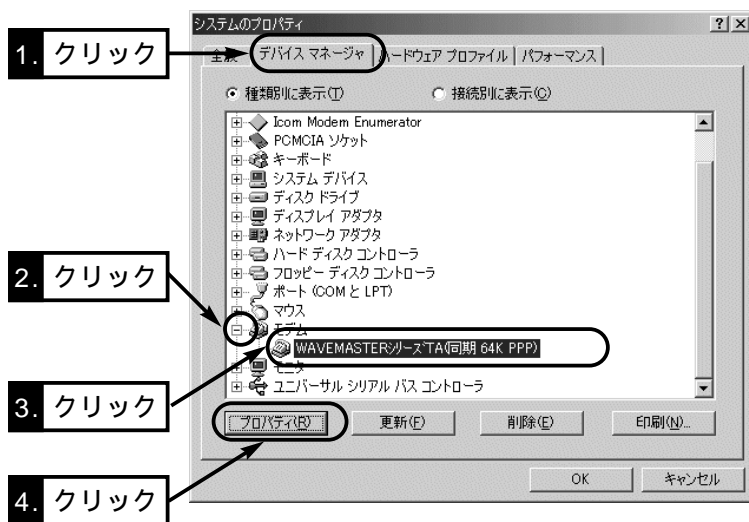 システムのプロパティ
? ×
1. クリック
全般 デバイス マネージャ ハードウェア プロファイル パフォーマンス
種類別に表示(T) 接続別に表示(C)
Icom Modem Enumerator
PCMCIA ソケット
キーボード
システム デバイス
ディスク ドライブ
ディスプレイ アダプタ
ネットワーク アダプタ
ハード ディスク コントローラ
2. クリック
フロッピー ディスク コントローラ
ポート (COM と LPT)
マウス
モデム
WAVEMASTERシリーズTA(同期 64K PPP)
モニタ
ユニバーサル シリアル バス コントローラ
3. クリック
プロパティ(R) 更新(F) 削除(E) 印刷(N)...
4. クリック
OK キャンセル